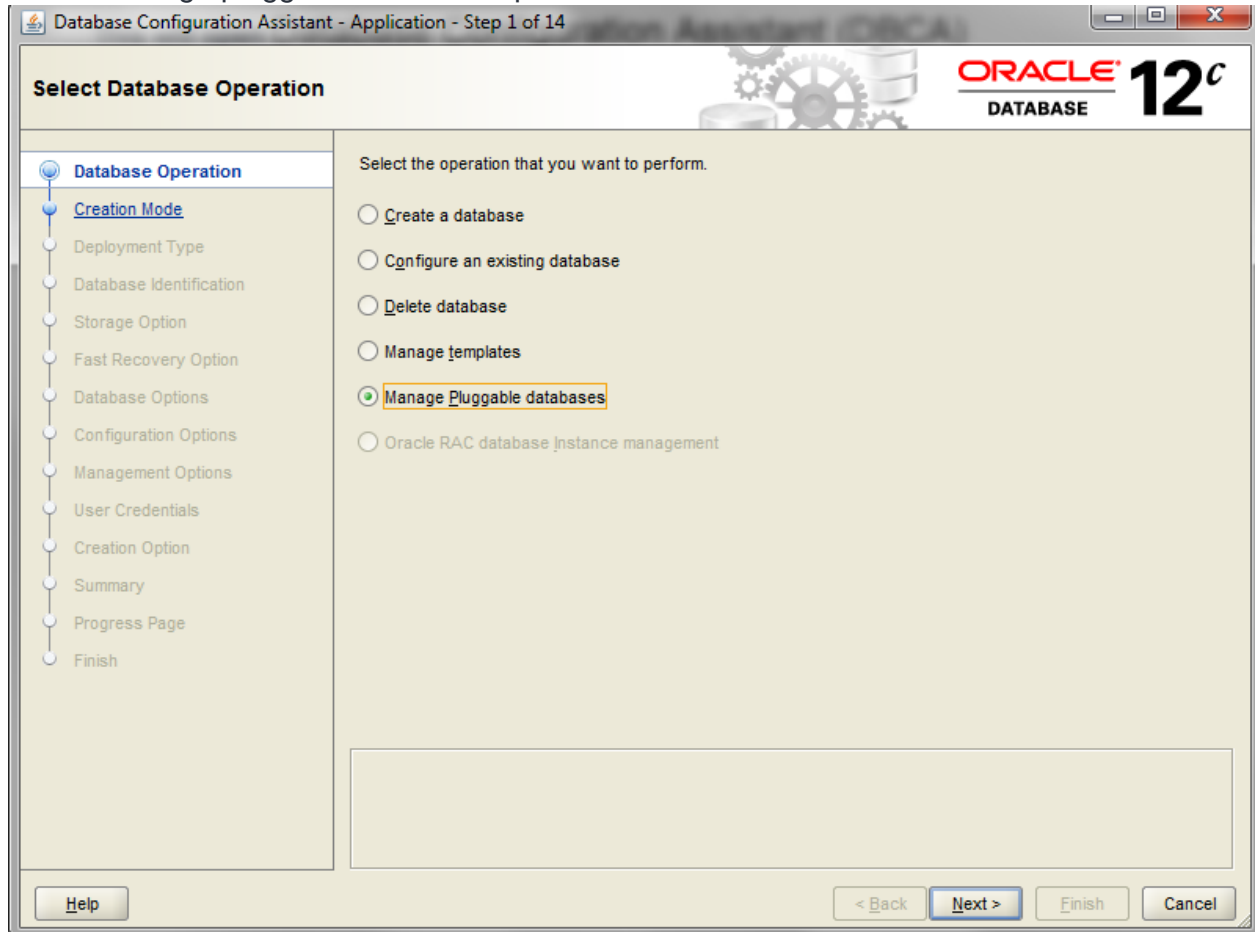 Database Configuration Assistant - Application - Step 1 of 14
Select Database Operation
ORACLE
DATABASE
12c
Database Operation
Creation Mode
Deployment Type
Database Identification
Storage Option
Fast Recovery Option
Database Options
Configuration Options
Management Options
User Credentials
Creation Option
Summary
Progress Page
Finish
Select the operation that you want to perform.
Create a database
Configure an existing database
Delete database
Manage templates
Manage Pluggable databases
Oracle RAC database Instance management
Help
< Back
Next >
Finish
Cancel